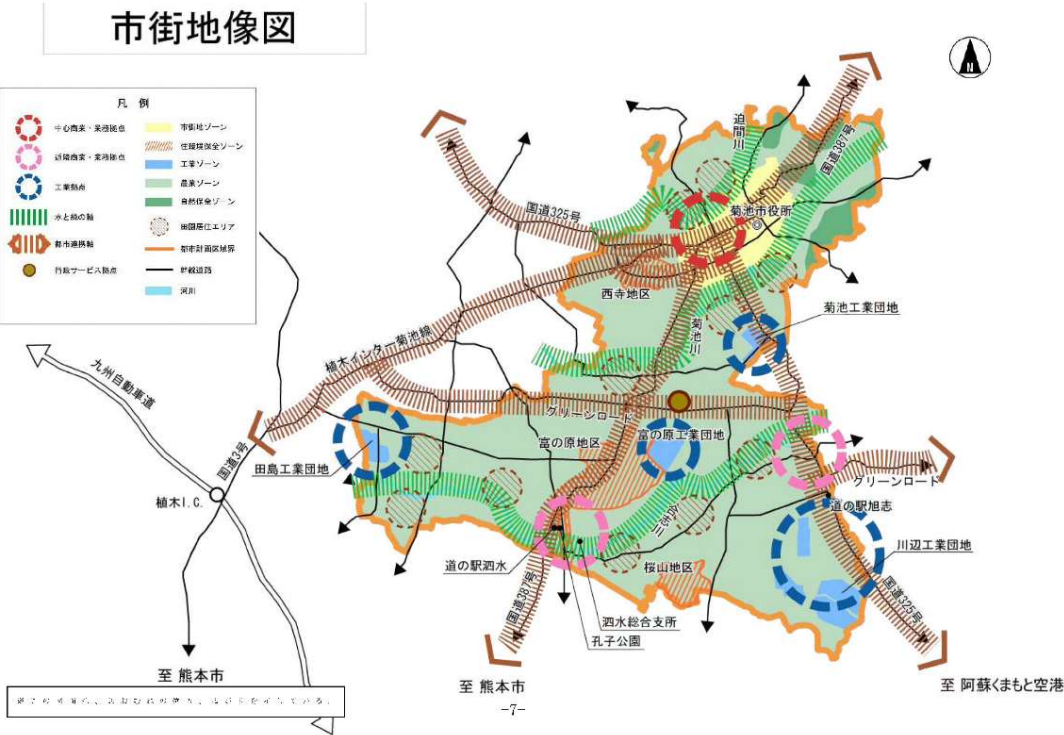 市街地像図
凡 例
中心商業・業務拠点
近隣商業・業務拠点
工業拠点
水と緑の軸
都市連携軸
行政サービス拠点
市街地ゾーン
住環境保全ゾーン
工業ゾーン
農業ゾーン
自然保全ゾーン
田園居住エリア
都市計画区域界
幹線道路
河川
N
迫間川
国道387号
国道325号
菊池市役所
西寺地区
菊池川
菊池工業団地
植木インター菊池線
九州自動車道
グリーンロード
富の原地区
富の原工業団地
田島工業団地
国道3号
植木I.C.
グリーンロード
道の駅旭志
合志川
川辺工業団地
道の駅泗水
桜山地区
国道387号
国道325号
泗水総合支所
孔子公園
至 熊本市
至 熊本市
至 阿蘇くまもと空港
-7-